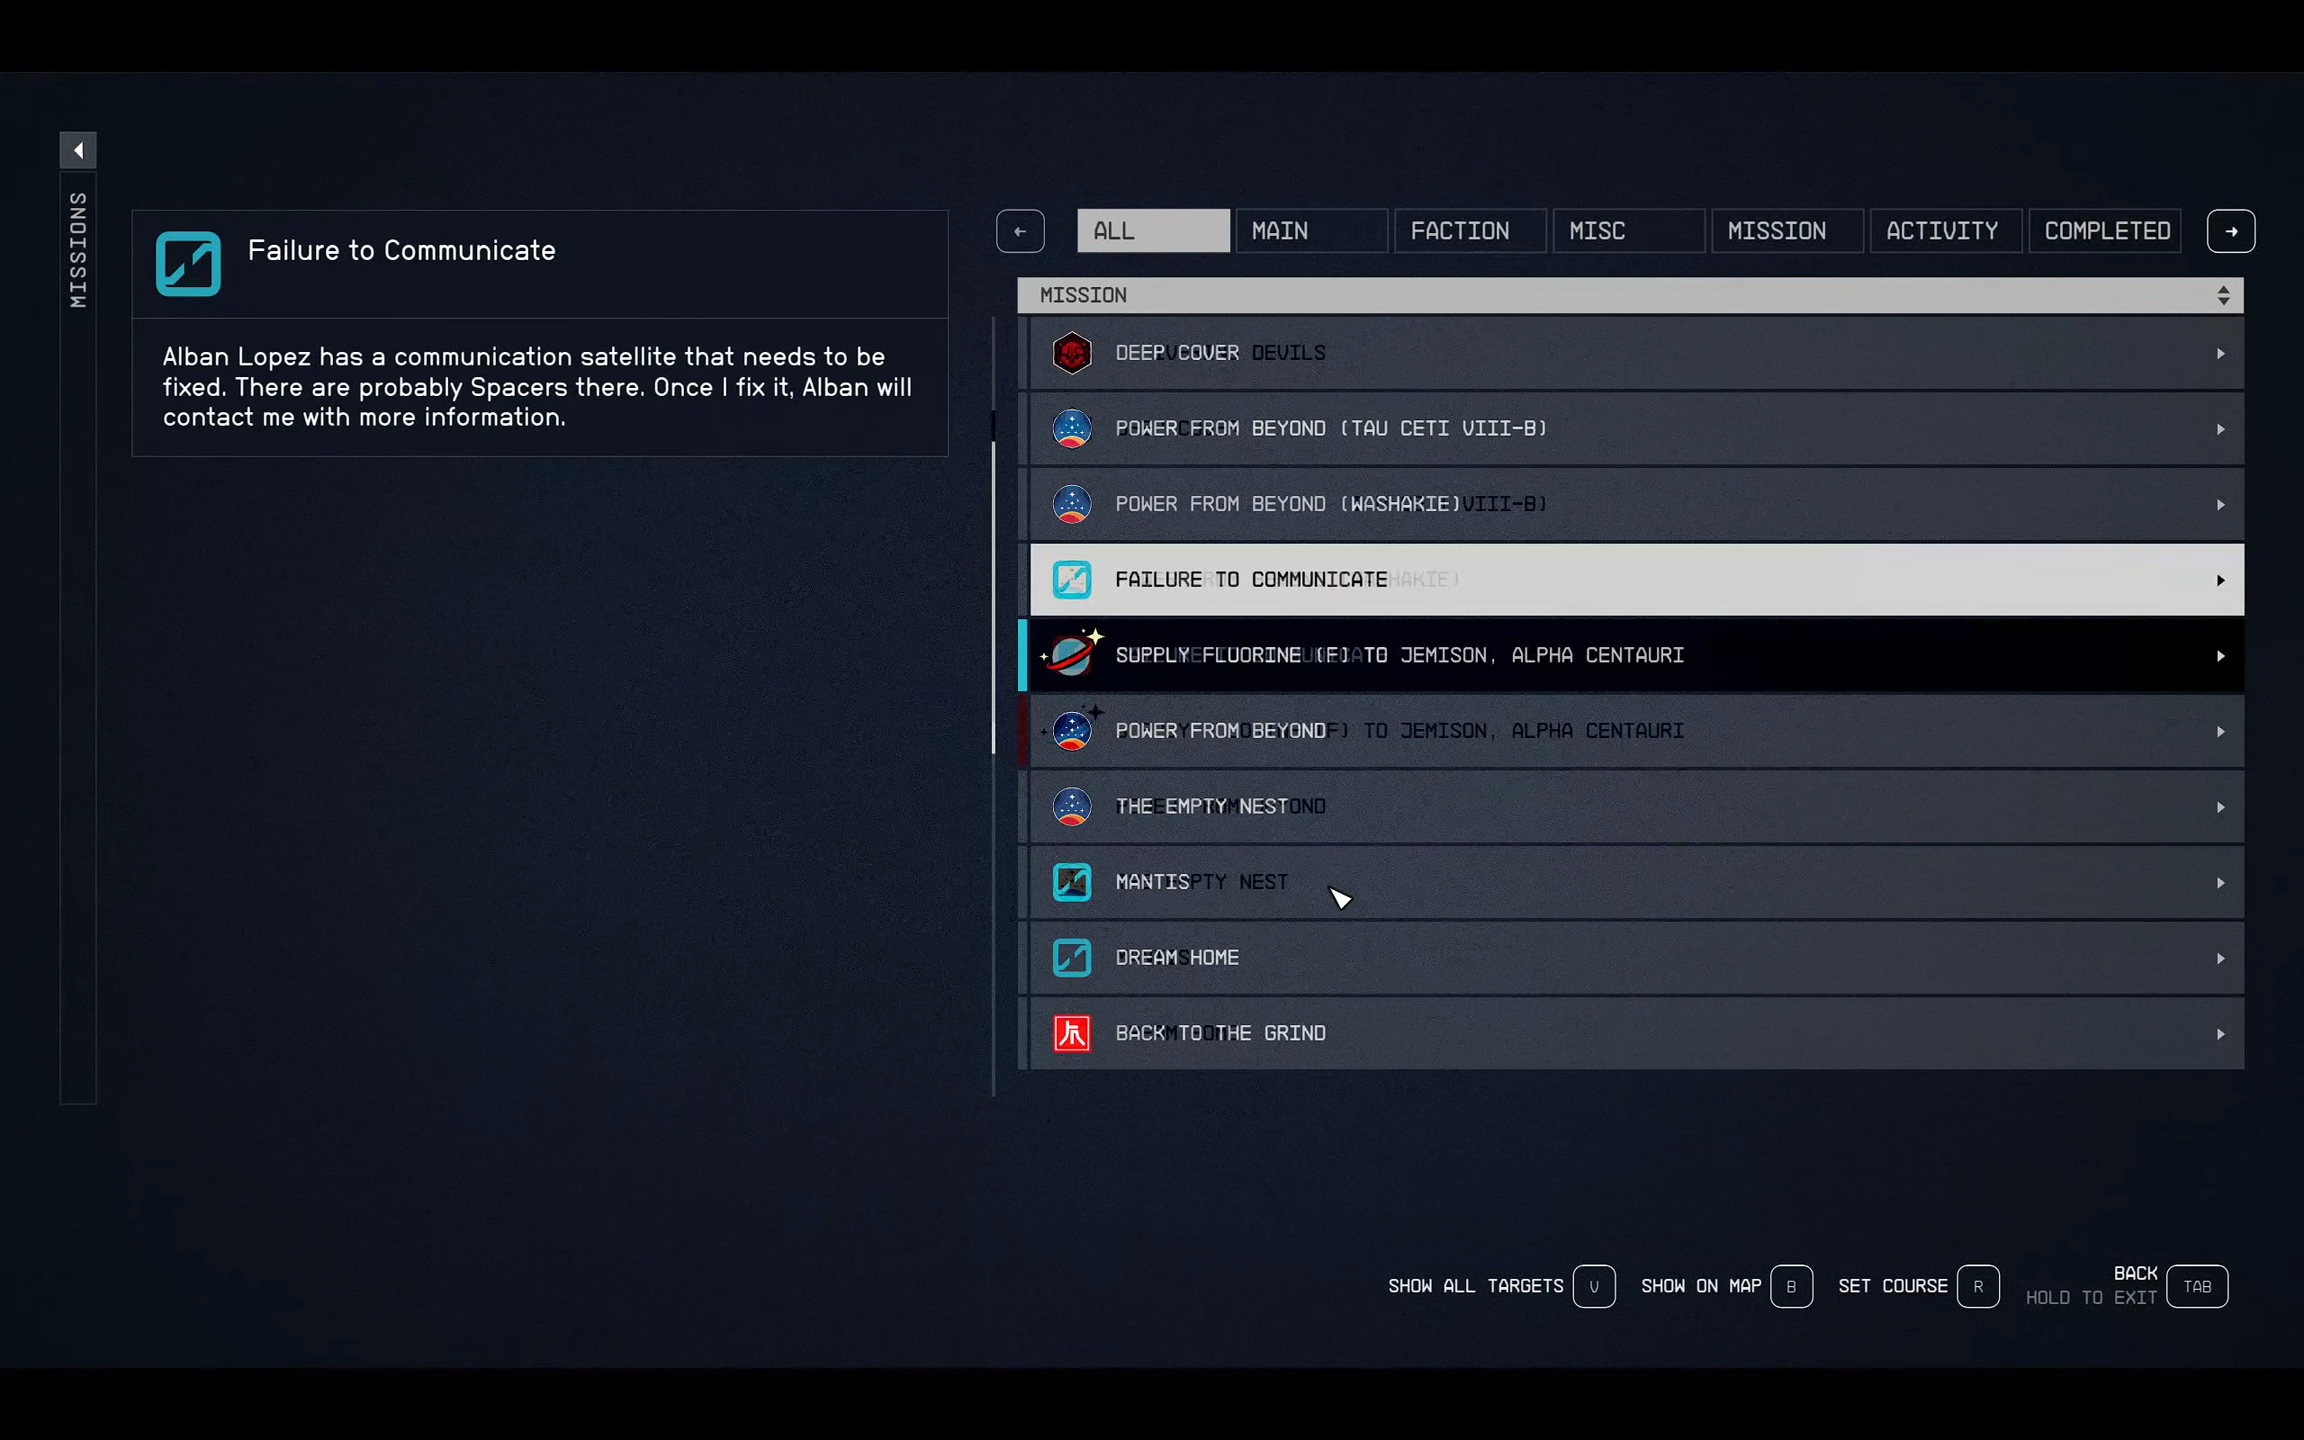 MISSIONS
Failure to Communicate
Alban Lopez has a communication satellite that needs to be
fixed. There are probably Spacers there. Once I fix it, Alban will
contact me with more information.
ALL
MAIN
FACTION
MISC
MISSION
ACTIVITY
COMPLETED
MISSION
DEEP COVER
POWER FROM BEYOND (TAU CETI VIII-B)
POWER FROM BEYOND (WASHAKIE)
FAILURE TO COMMUNICATE
SUPPLY FLUORINE (F) TO JEMISON, ALPHA CENTAURI
POWER FROM BEYOND
THE EMPTY NEST
MANTIS
DREAM HOME
BACK TO THE GRIND
SHOW ALL TARGETS V
SHOW ON MAP B
SET COURSE R
BACK
HOLD TO EXIT
TAB